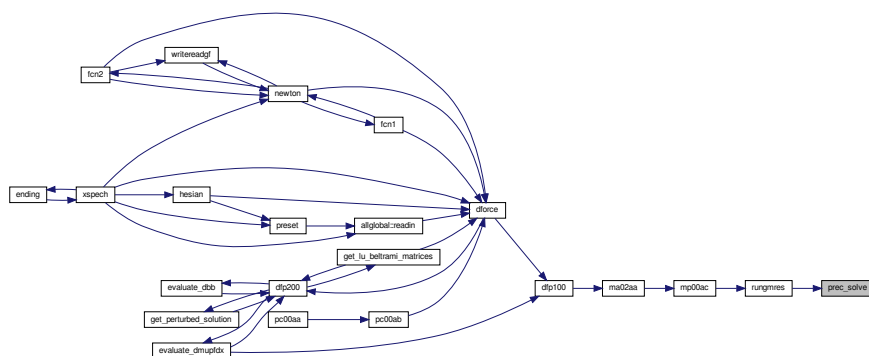 writereadgf
fcn2
newton
fcn1
ending
xspech
hesian
dforce
preset
allglobal::readin
get_lu_beltrami_matrices
evaluate_dbb
dfp200
dfp100
ma02aa
mp00ac
rungmres
prec_solve
get_perturbed_solution
pc00aa
pc00ab
evaluate_dmupfdx